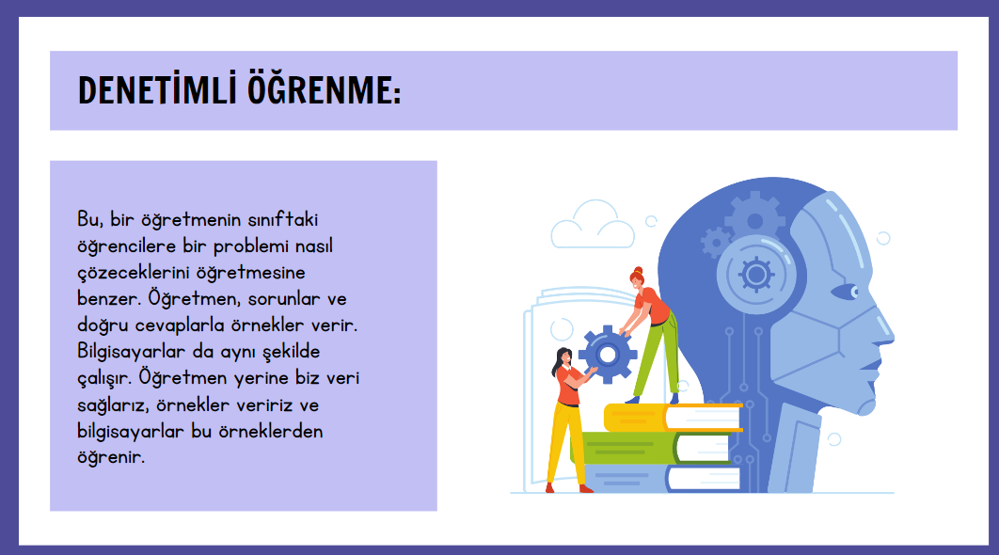 DENETİMLİ ÖĞRENME:
Bu, bir öğretmenin sınıftaki
öğrencilere bir problemi nasıl
çözeceklerini öğretmesine
benzer. Öğretmen, sorunlar ve
doğru cevaplarla örnekler verir.
Bilgisayarlar da aynı şekilde
çalışır. Öğretmen yerine biz veri
sağlarız, örnekler veririz ve
bilgisayarlar bu örneklerden
öğrenir.